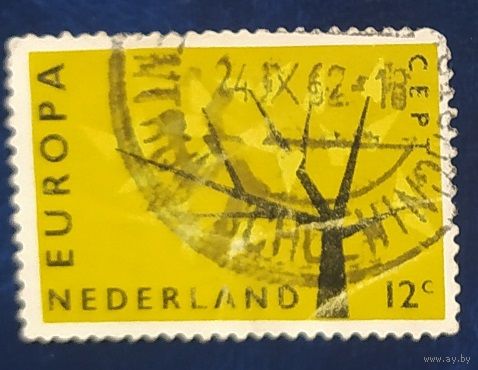 EUROPA
CEPT
24 IX 62
NEDERLAND
12c
www.ay.by